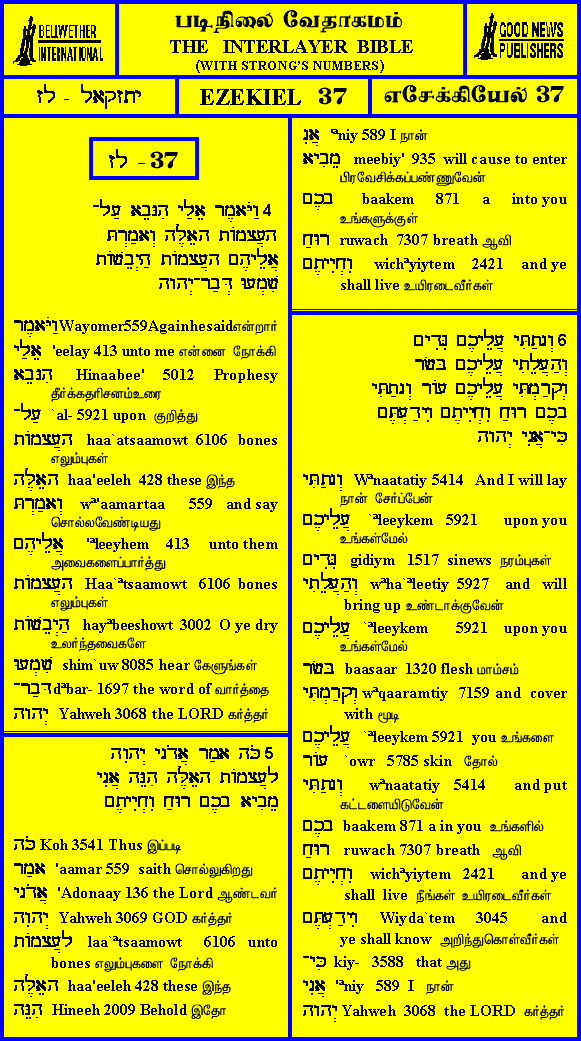 BELLWETHER
INTERNATIONAL
படிநிலை வேதாகமம்
THE INTERLAYER BIBLE
(WITH STRONG'S NUMBERS)
GOOD NEWS
PUBLISHERS
יחזקאל - לז
EZEKIEL 37
எசேக்கியேல் 37
לז - 37
4 וַיֹּאמֶר אֵלַי הִנָּבֵא עַל־
הָעֲצָמוֹת הָאֵלֶּה וְאָמַרְתָּ
אֲלֵיהֶם הָעֲצָמוֹת הַיְבֵשׁוֹת
שִׁמְעוּ דְּבַר־יְהוָה
וַיֹּאמֶר Wayomer559Againhesaidஎன்றார்
אֵלַי 'eelay 413 unto me என்னை நோக்கி
הִנָּבֵא Hinaabee' 5012 Prophesy
தீர்க்கதரிசனம்உரை
עַל־ `al- 5921 upon குறித்து
הָעֲצָמוֹת haa`atsaamowt 6106 bones
எலும்புகள்
הָאֵלֶּה haa'eeleh 428 these இந்த
וְאָמַרְתָּ wª'aamartaa 559 and say
சொல்லவேண்டியது
אֲלֵיהֶם 'ªleeyhem 413 unto them
அவைகளைப்பார்த்து
הָעֲצָמוֹת Haa`ªtsaamowt 6106 bones
எலும்புகள்
הַיְבֵשׁוֹת hayªbeeshowt 3002 O ye dry
உலர்ந்தவைகளே
שִׁמְעוּ shim`uw 8085 hear கேளுங்கள்
דְּבַר־ dªbar- 1697 the word of வார்த்தை
יְהוָה Yahweh 3068 the LORD கர்த்தர்
5 כֹּה אָמַר אֲדֹנָי יְהוִה
לָעֲצָמוֹת הָאֵלֶּה הִנֵּה אֲנִי
מֵבִיא בָכֶם רוּחַ וִחְיִיתֶם
כֹּה Koh 3541 Thus இப்படி
אָמַר 'aamar 559 saith சொல்லுகிறது
אֲדֹנָי 'Adonaay 136 the Lord ஆண்டவர்
יְהוִה Yahweh 3069 GOD கர்த்தர்
לָעֲצָמוֹת laa`ªtsaamowt 6106 unto
bones எலும்புகளை நோக்கி
הָאֵלֶּה haa'eeleh 428 these இந்த
הִנֵּה Hineeh 2009 Behold இதோ
אֲנִי 'ªniy 589 I நான்
מֵבִיא meebiy' 935 will cause to enter
பிரவேசிக்கப்பண்ணுவேன்
בָכֶם baakem 871 a into you
உங்களுக்குள்
רוּחַ ruwach 7307 breath ஆவி
וִחְיִיתֶם wichªyiytem 2421 and ye
shall live உயிரடைவீர்கள்
6 וְנָתַתִּי עֲלֵיכֶם גִּדִים
וְהַעֲלֵתִי עֲלֵיכֶם בָּשָׂר
וְקָרַמְתִּי עֲלֵיכֶם עוֹר וְנָתַתִּי
בָכֶם רוּחַ וִחְיִיתֶם וִידַעְתֶּם
כִּי־אֲנִי יְהוָה
וְנָתַתִּי Wªnaatatiy 5414 And I will lay
நான் சேர்ப்பேன்
עֲלֵיכֶם `ªleeykem 5921 upon you
உங்கள்மேல்
גִּדִים gidiym 1517 sinews நரம்புகள்
וְהַעֲלֵתִי wªha`ªleetiy 5927 and will
bring up உண்டாக்குவேன்
עֲלֵיכֶם `ªleeykem 5921 upon you
உங்கள்மேல்
בָּשָׂר baasaar 1320 flesh மாம்சம்
וְקָרַמְתִּי wªqaaramtiy 7159 and cover
with மூடி
עֲלֵיכֶם `ªleeykem 5921 you உங்களை
עוֹר `owr 5785 skin தோல்
וְנָתַתִּי wªnaatatiy 5414 and put
கட்டளையிடுவேன்
בָכֶם baakem 871 a in you உங்களில்
רוּחַ ruwach 7307 breath ஆவி
וִחְיִיתֶם wichªyiytem 2421 and ye
shall live நீங்கள் உயிரடைவீர்கள்
וִידַעְתֶּם Wiyda`tem 3045 and
ye shall know அறிந்துகொள்வீர்கள்
כִּי־ kiy- 3588 that அது
אֲנִי 'ªniy 589 I நான்
יְהוָה Yahweh 3068 the LORD கர்த்தர்